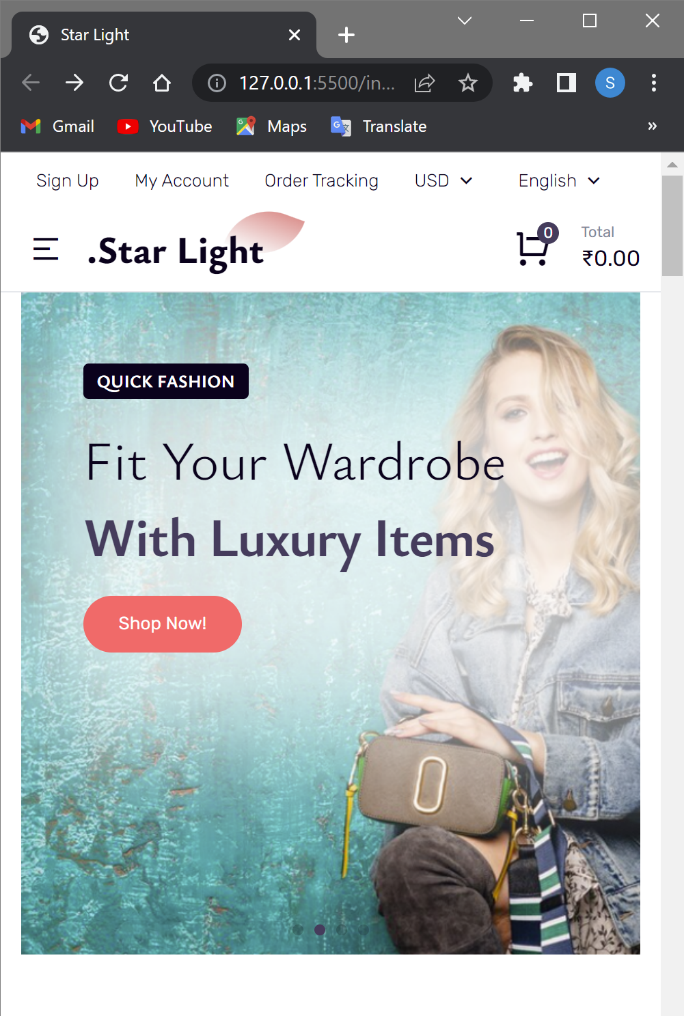 Star Light
127.0.0.1:5500/in...
S
Gmail
YouTube
Maps
Translate
»
Sign Up
My Account
Order Tracking
USD
English
.Star Light
0
Total
₹0.00
QUICK FASHION
Fit Your Wardrobe
With Luxury Items
Shop Now!